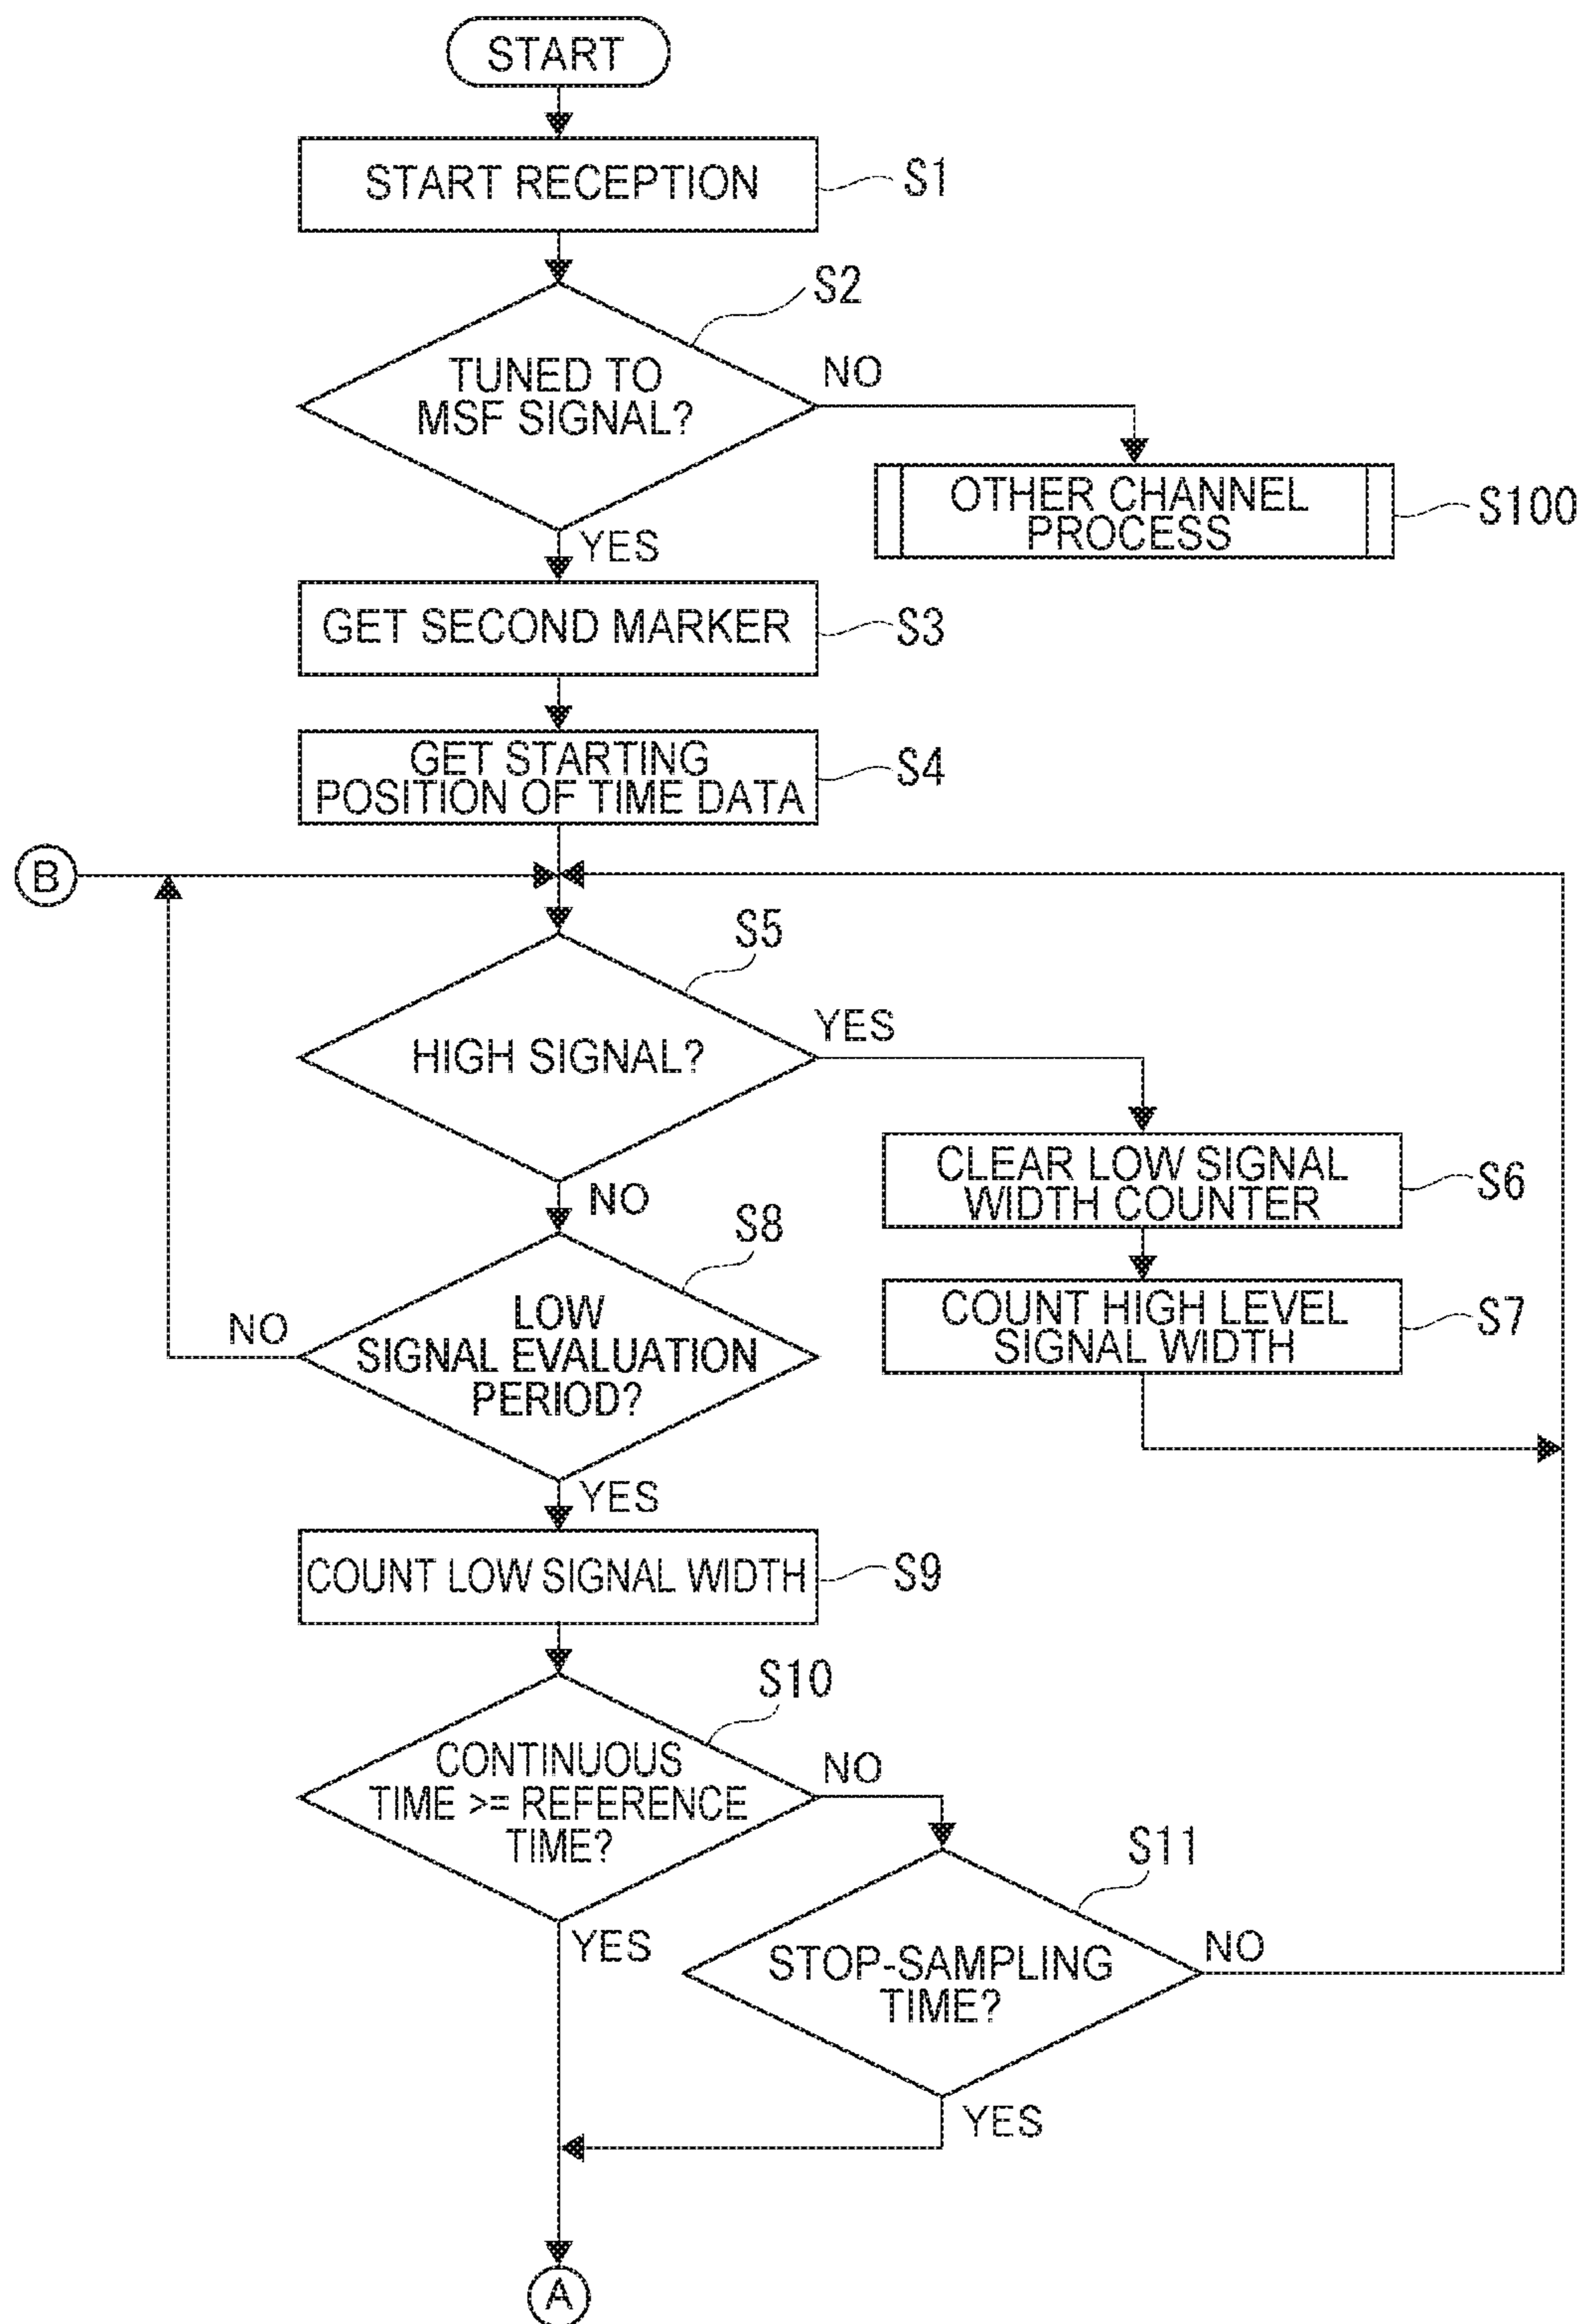 START
START RECEPTION
S1
S2
TUNED TO
MSF SIGNAL?
NO
YES
OTHER CHANNEL
PROCESS
S100
GET SECOND MARKER
S3
GET STARTING
POSITION OF TIME DATA
S4
B
S5
HIGH SIGNAL?
YES
NO
CLEAR LOW SIGNAL
WIDTH COUNTER
S6
COUNT HIGH LEVEL
SIGNAL WIDTH
S7
S8
LOW
SIGNAL EVALUATION
PERIOD?
NO
YES
COUNT LOW SIGNAL WIDTH
S9
S10
CONTINUOUS
TIME >= REFERENCE
TIME?
NO
YES
S11
STOP-SAMPLING
TIME?
NO
YES
A